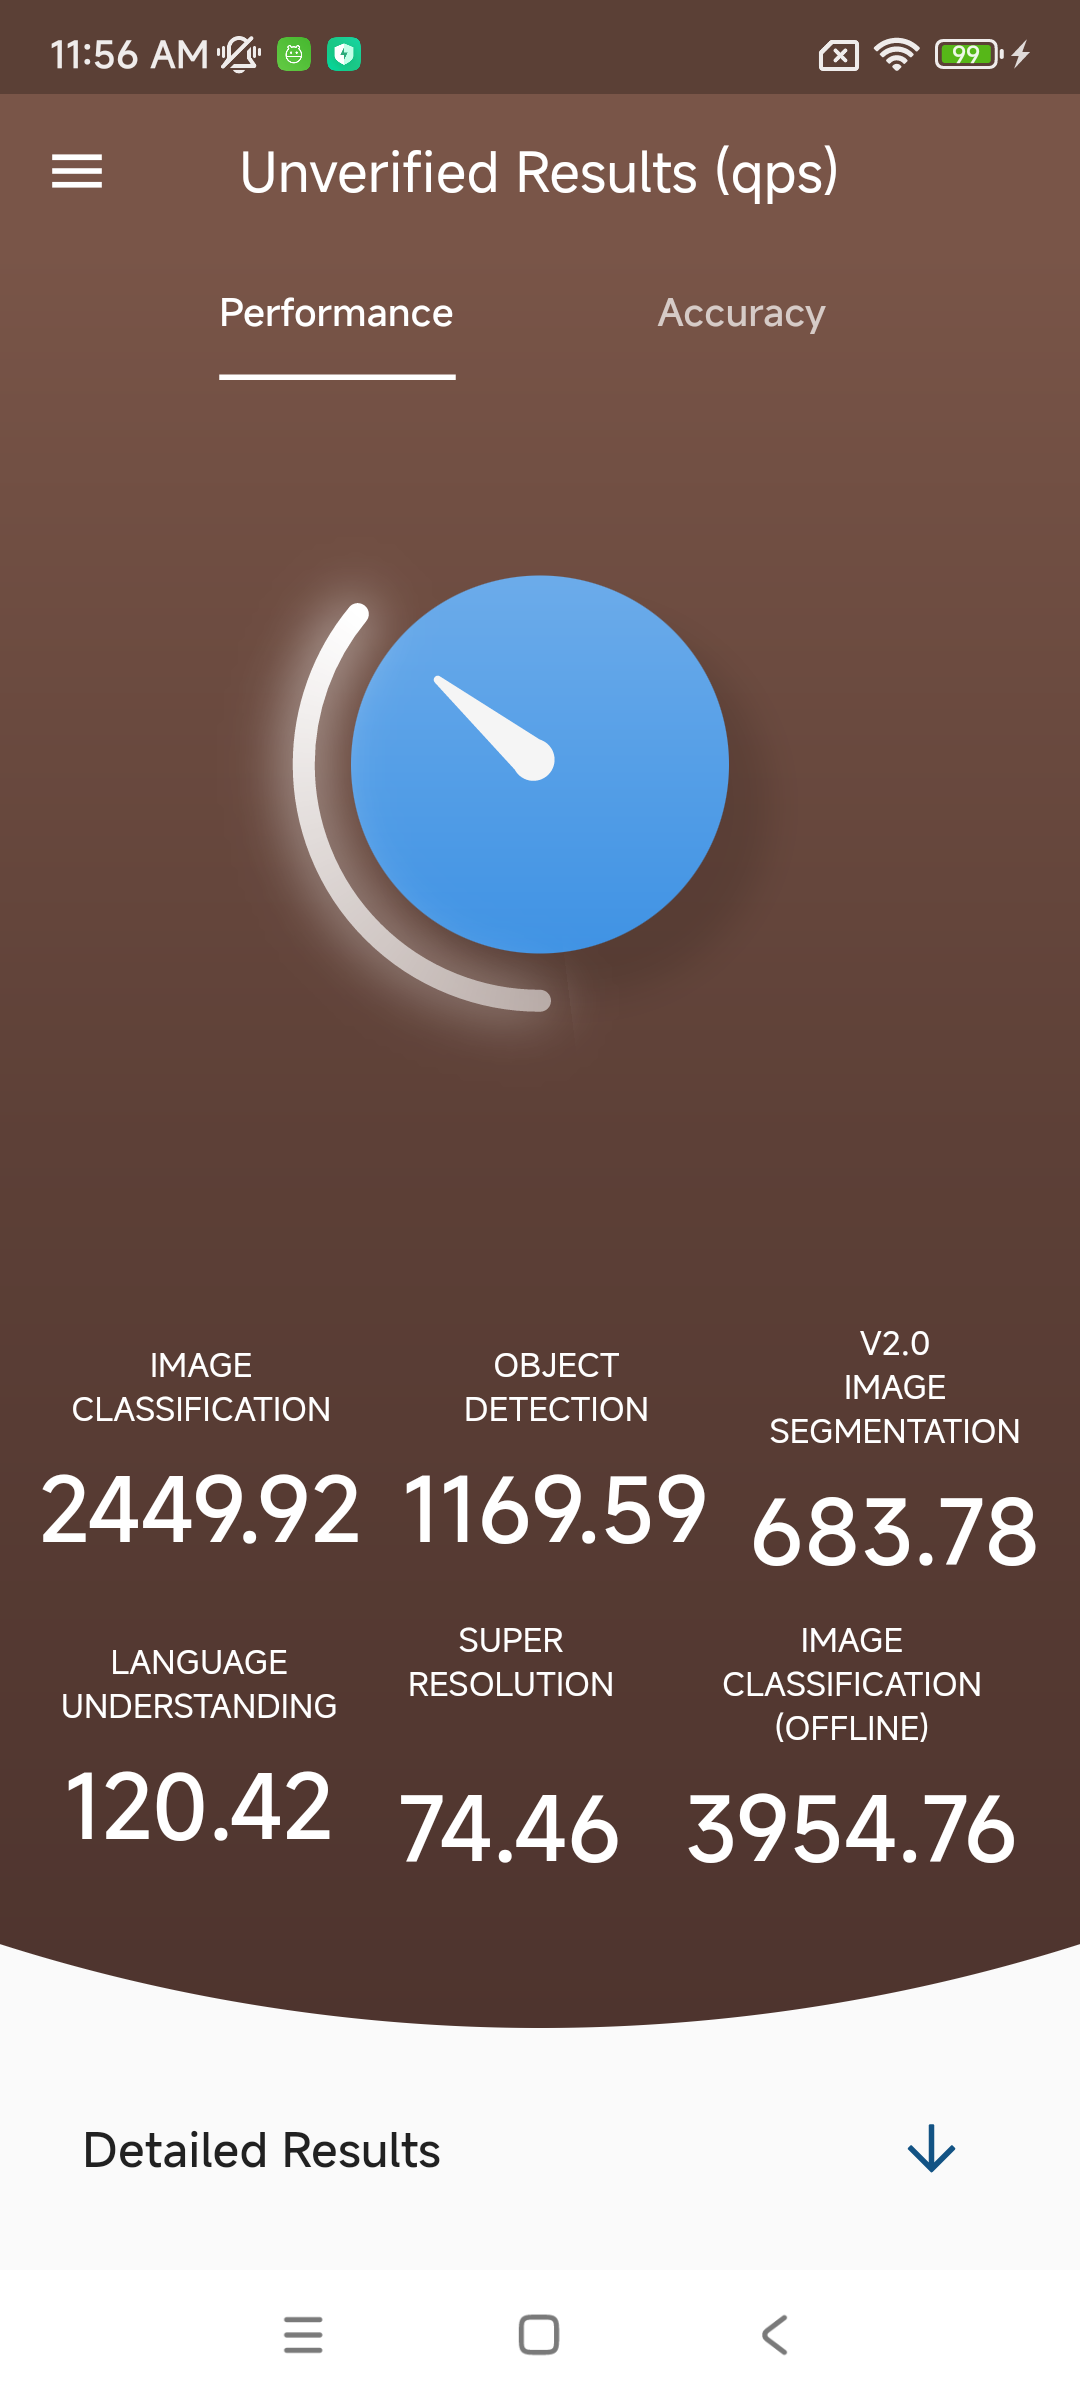 11:56 AM
99
Unverified Results (qps)
Performance
Accuracy
IMAGE
CLASSIFICATION
2449.92
OBJECT
DETECTION
1169.59
V2.0
IMAGE
SEGMENTATION
683.78
LANGUAGE
UNDERSTANDING
120.42
SUPER
RESOLUTION
74.46
IMAGE
CLASSIFICATION
(OFFLINE)
3954.76
Detailed Results